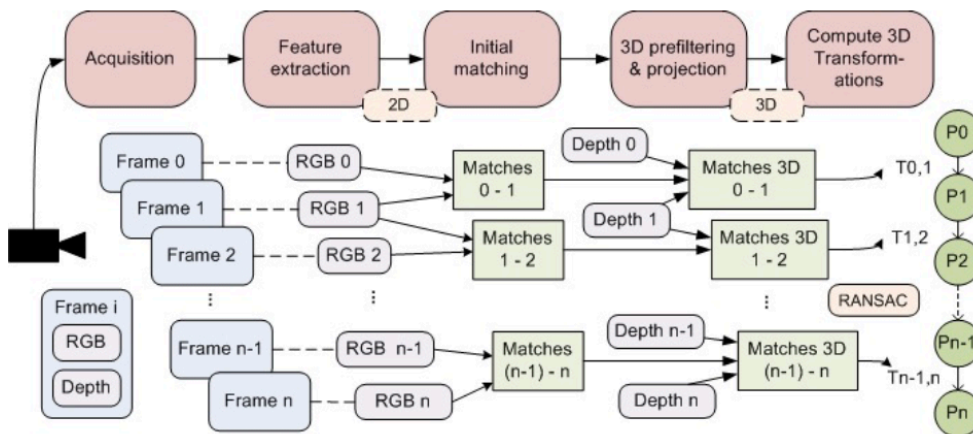 Acquisition
Feature
extraction
Initial
matching
3D prefiltering
& projection
Compute 3D
Transform-
ations
2D
3D
Frame 0
RGB 0
Depth 0
Matches
0 - 1
Matches 3D
0 - 1
T0,1
P0
Frame 1
RGB 1
Depth 1
P1
Frame 2
RGB 2
Matches
1 - 2
Matches 3D
1 - 2
T1,2
P2
Frame i
RGB
Depth
RANSAC
Frame n-1
RGB n-1
Depth n-1
Matches
(n-1) - n
Matches 3D
(n-1) - n
Tn-1,n
Pn-1
Frame n
RGB n
Depth n
Pn